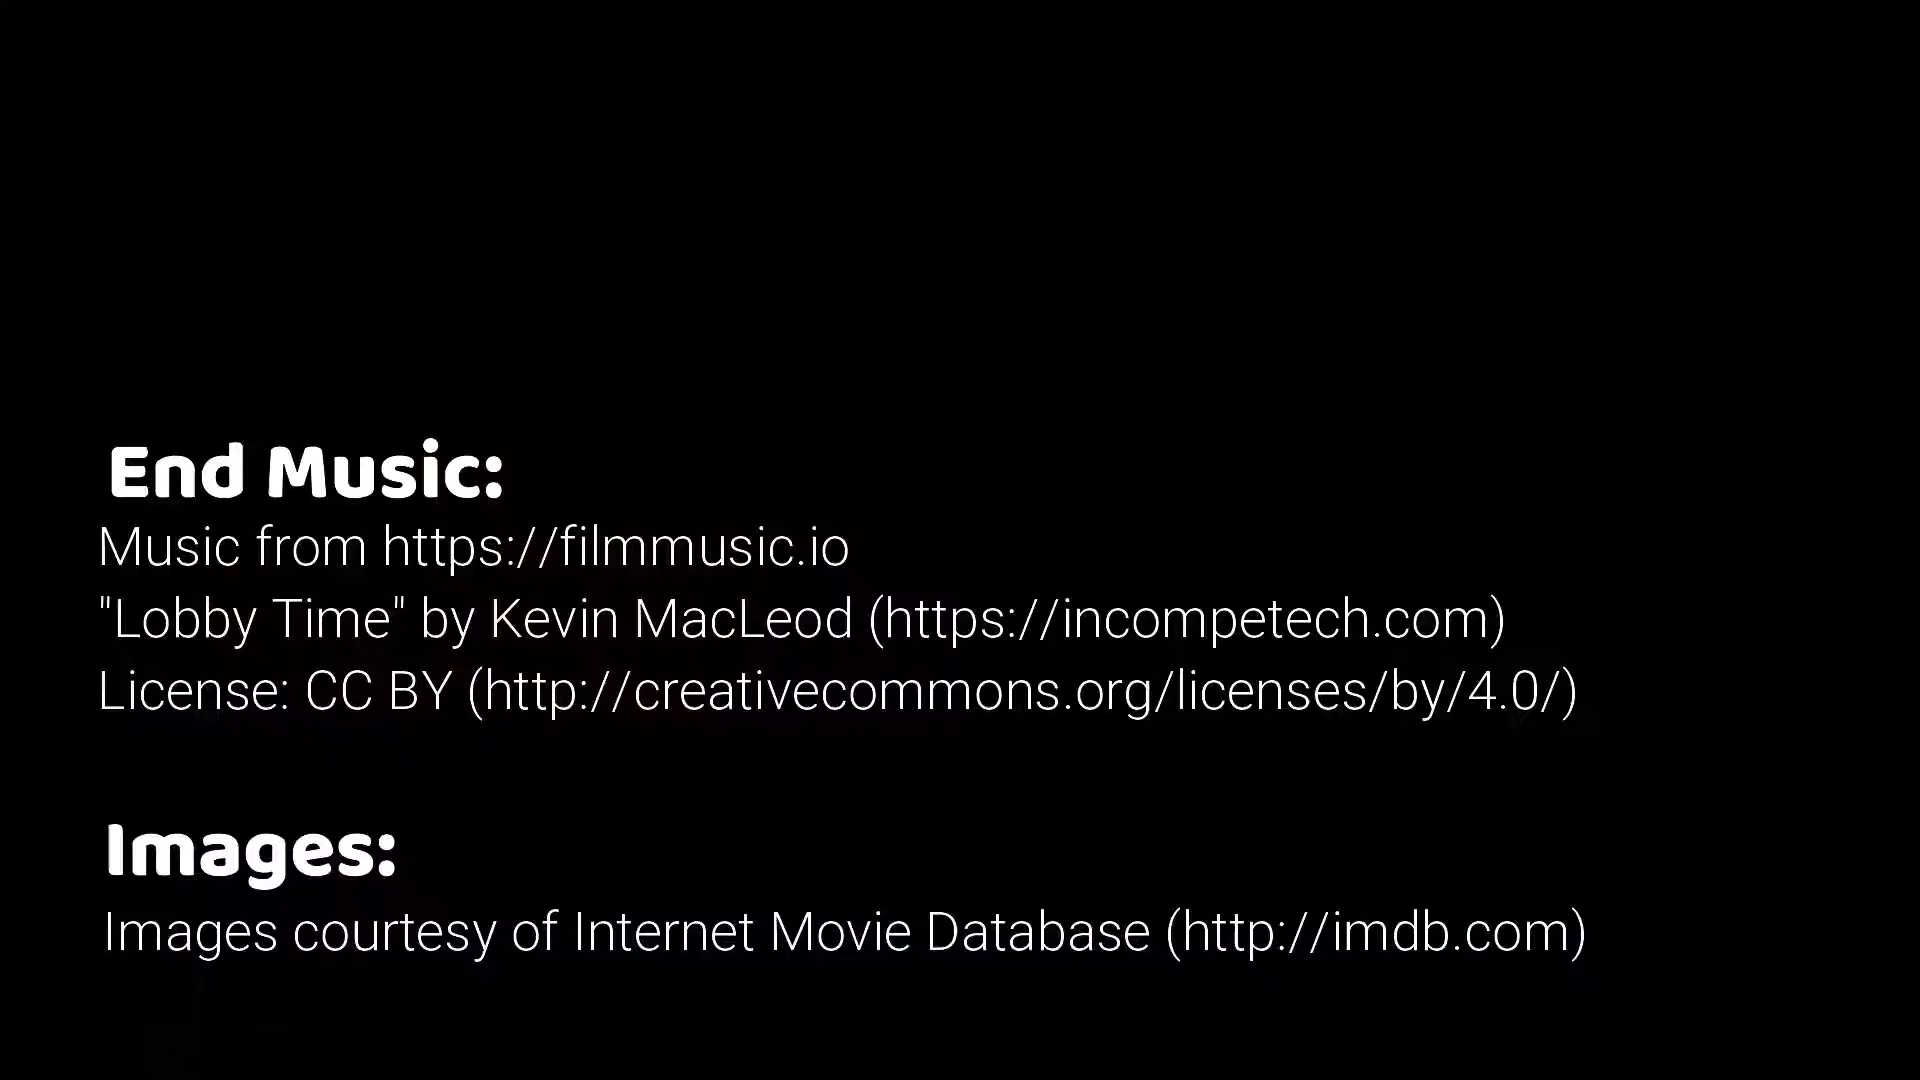 End Music:
Music from https://filmmusic.io
"Lobby Time" by Kevin MacLeod (https://incompetech.com)
License: CC BY (http://creativecommons.org/licenses/by/4.0/)
Images:
Images courtesy of Internet Movie Database (http://imdb.com)